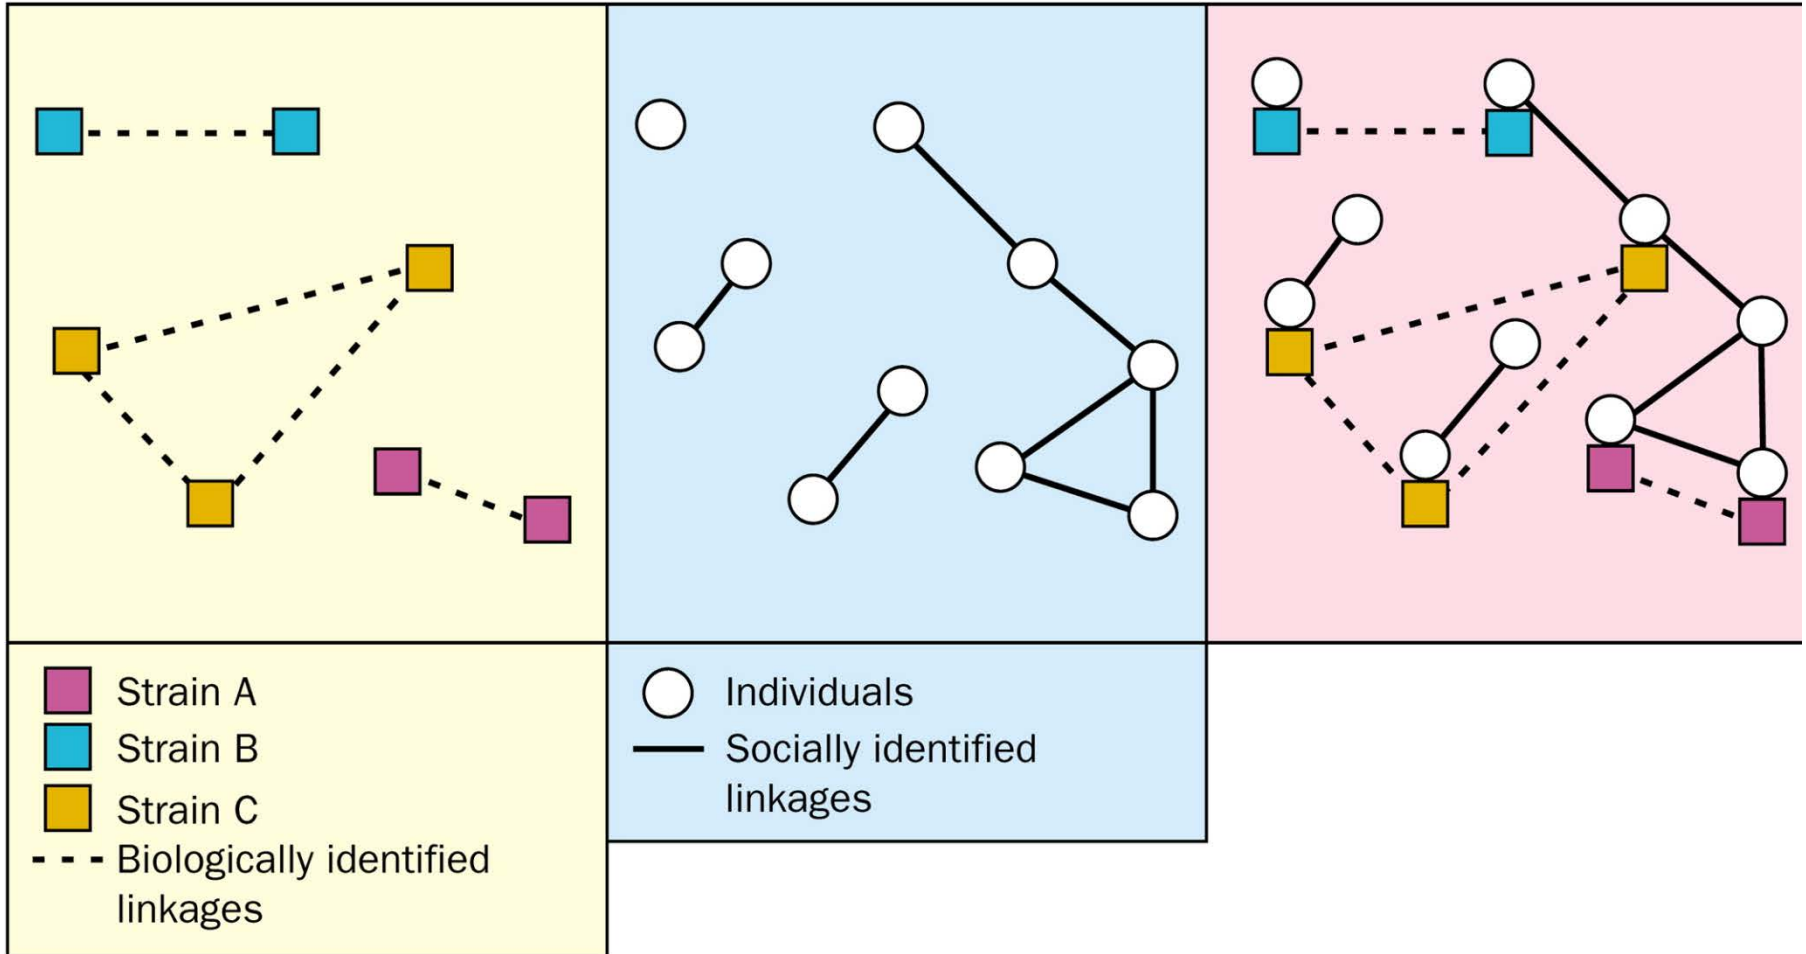 Strain A
Strain B
Strain C
Biologically identified
linkages
Individuals
Socially identified
linkages